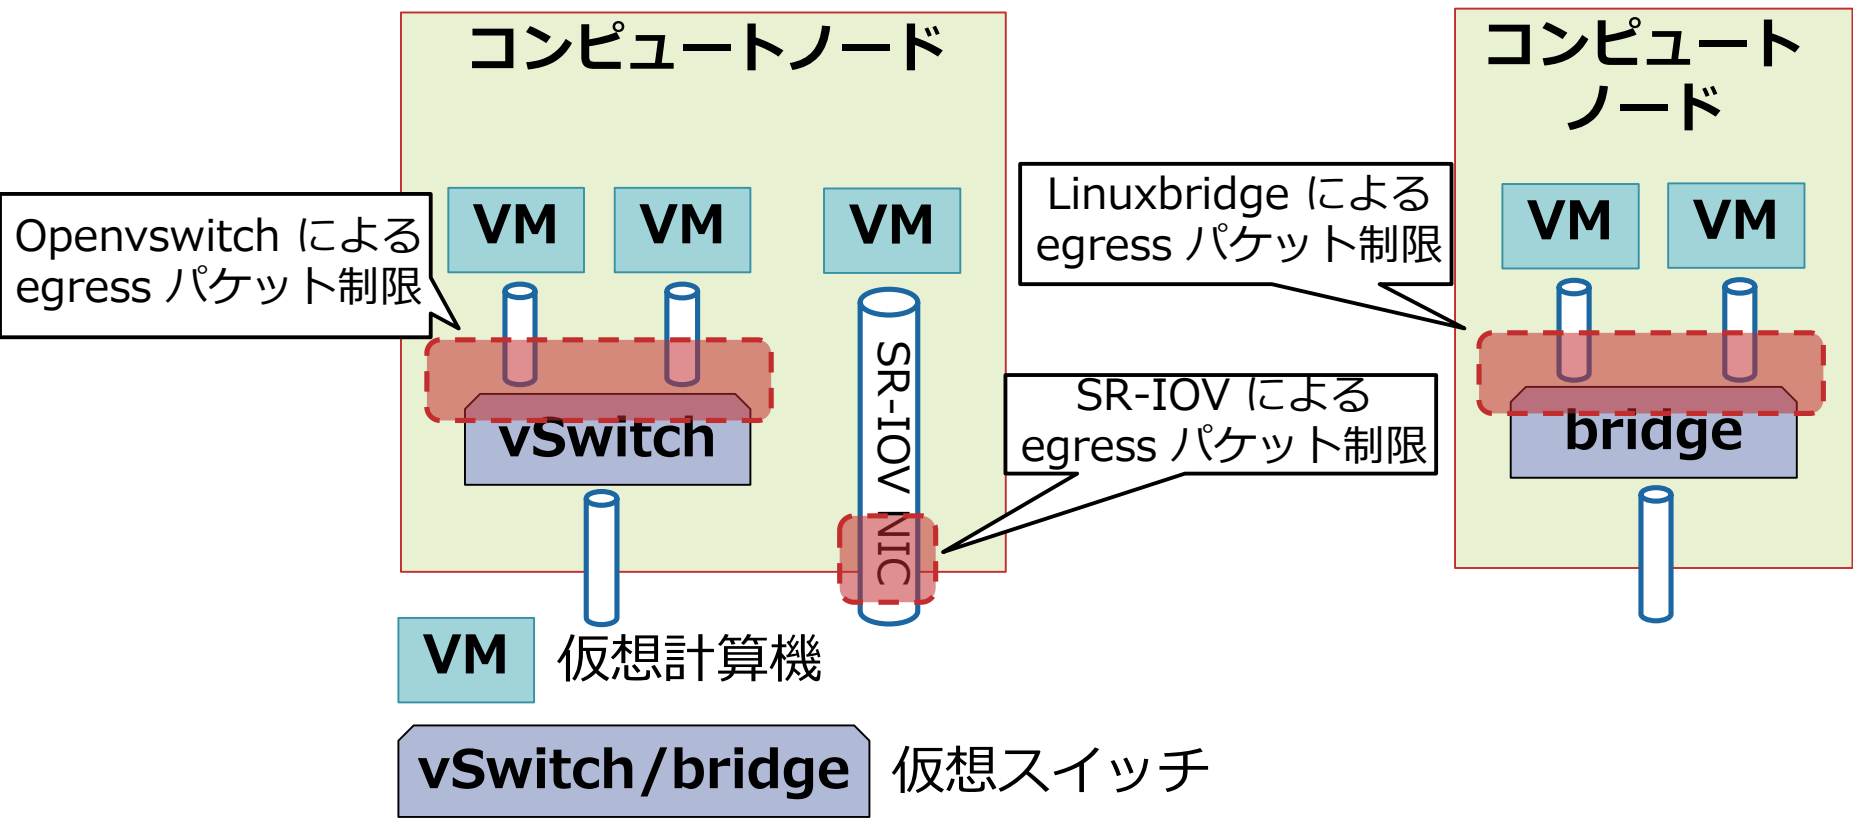 コンピュートノード
VM
VM
VM
Openvswitch による
egress パケット制限
vSwitch
SR-IOV NIC
SR-IOV による
egress パケット制限
コンピュート
ノード
Linuxbridge による
egress パケット制限
VM
VM
bridge
VM 仮想計算機
vSwitch/bridge 仮想スイッチ